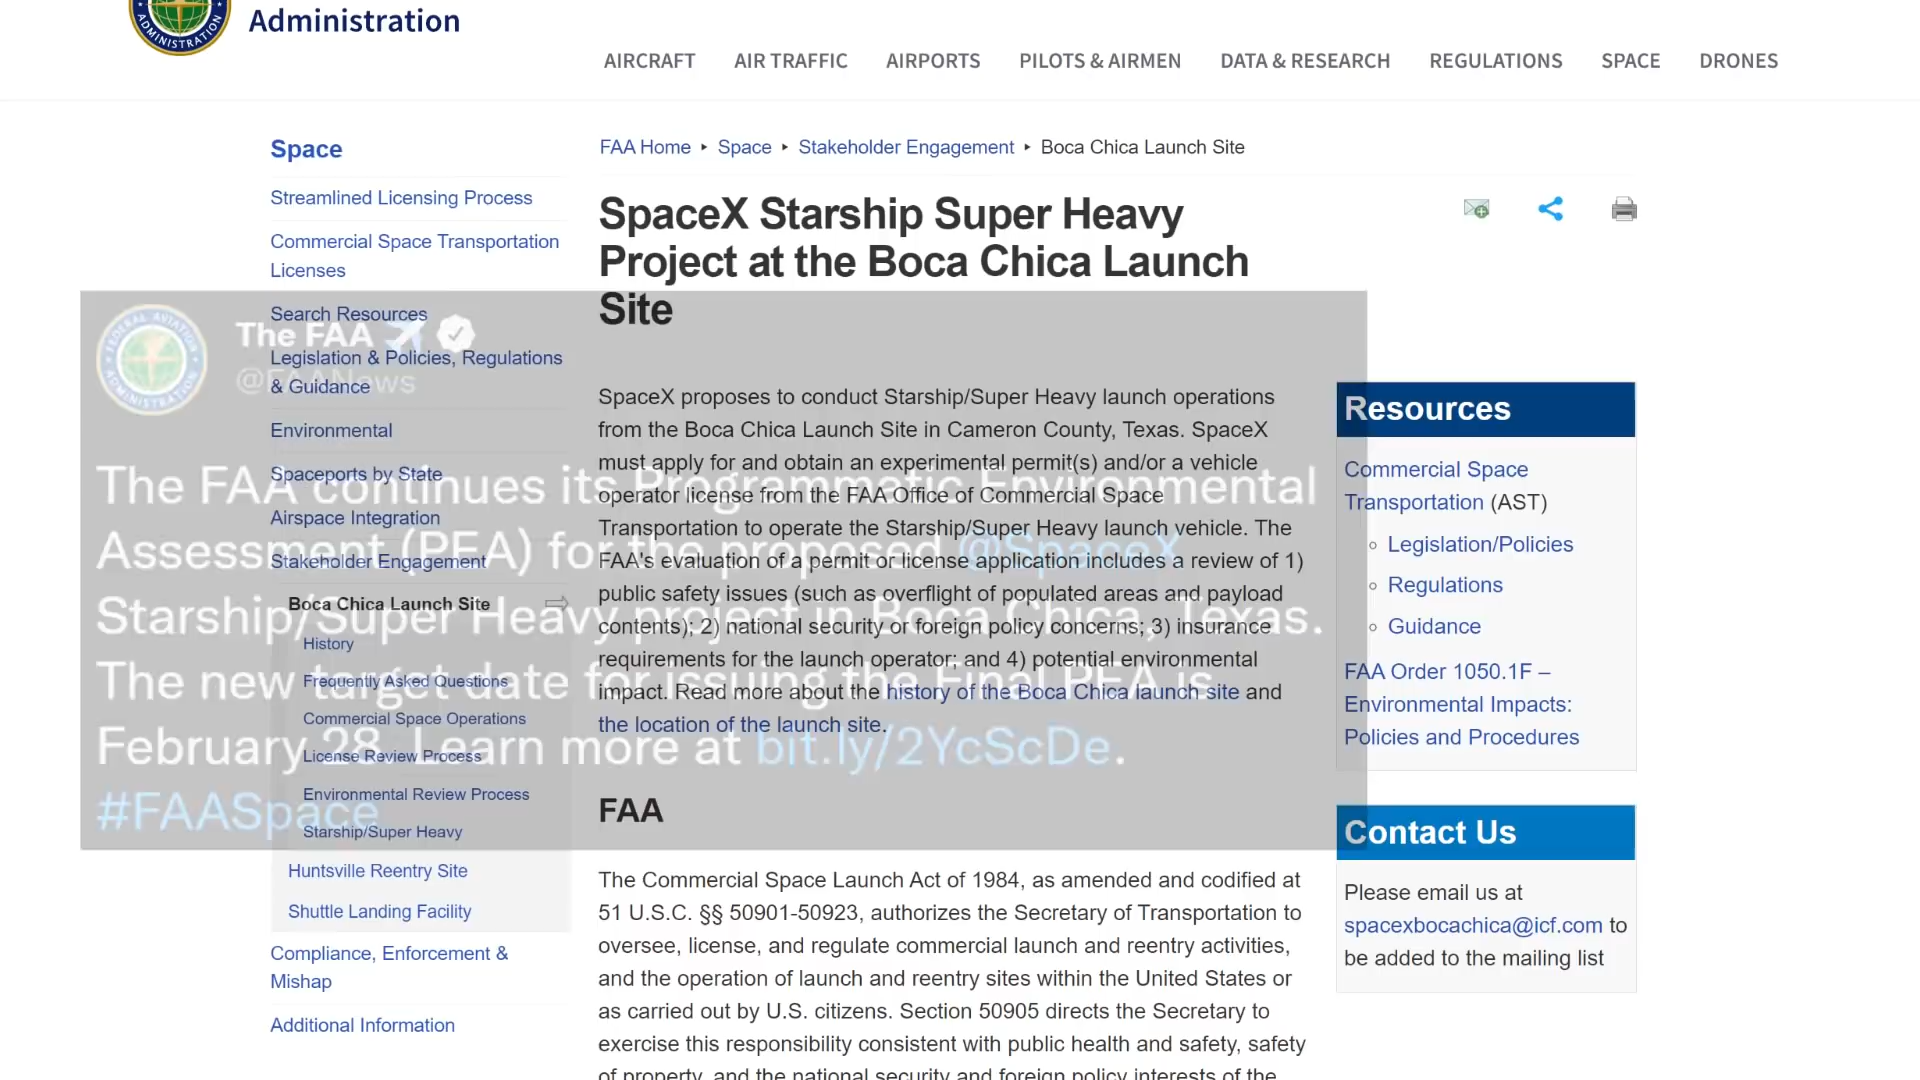 ADMINISTRATION
Administration
AIRCRAFT AIR TRAFFIC AIRPORTS PILOTS & AIRMEN DATA & RESEARCH REGULATIONS SPACE DRONES
Space
Streamlined Licensing Process
Commercial Space Transportation
Licenses
Search Resources
Legislation & Policies, Regulations
& Guidance
Environmental
Spaceports by State
Airspace Integration
Stakeholder Engagement
Boca Chica Launch Site
History
Frequently Asked Questions
Commercial Space Operations
License Review Process
Environmental Review Process
Starship/Super Heavy
Huntsville Reentry Site
Shuttle Landing Facility
Compliance, Enforcement &
Mishap
Additional Information
FAA Home ▸ Space ▸ Stakeholder Engagement ▸ Boca Chica Launch Site
SpaceX Starship Super Heavy
Project at the Boca Chica Launch
Site
SpaceX proposes to conduct Starship/Super Heavy launch operations
from the Boca Chica Launch Site in Cameron County, Texas. SpaceX
must apply for and obtain an experimental permit(s) and/or a vehicle
operator license from the FAA Office of Commercial Space
Transportation to operate the Starship/Super Heavy launch vehicle. The
FAA's evaluation of a permit or license application includes a review of 1)
public safety issues (such as overflight of populated areas and payload
contents); 2) national security or foreign policy concerns; 3) insurance
requirements for the launch operator; and 4) potential environmental
impact. Read more about the history of the Boca Chica launch site and
the location of the launch site.
FAA
The Commercial Space Launch Act of 1984, as amended and codified at
51 U.S.C. §§ 50901-50923, authorizes the Secretary of Transportation to
oversee, license, and regulate commercial launch and reentry activities,
and the operation of launch and reentry sites within the United States or
as carried out by U.S. citizens. Section 50905 directs the Secretary to
exercise this responsibility consistent with public health and safety, safety
of property, and the national security and foreign policy interests of the
Resources
Commercial Space
Transportation (AST)
Legislation/Policies
Regulations
Guidance
FAA Order 1050.1F –
Environmental Impacts:
Policies and Procedures
Contact Us
Please email us at
spacexbocachica@icf.com to
be added to the mailing list
FEDERAL AVIATION ADMINISTRATION
The FAA
@FAANews
The FAA continues its Programmatic Environmental
Assessment (PEA) for the proposed @SpaceX
Starship/Super Heavy project in Boca Chica, Texas.
The new target date for issuing the Final PEA is
February 28. Learn more at bit.ly/2YcScDe.
#FAASpace